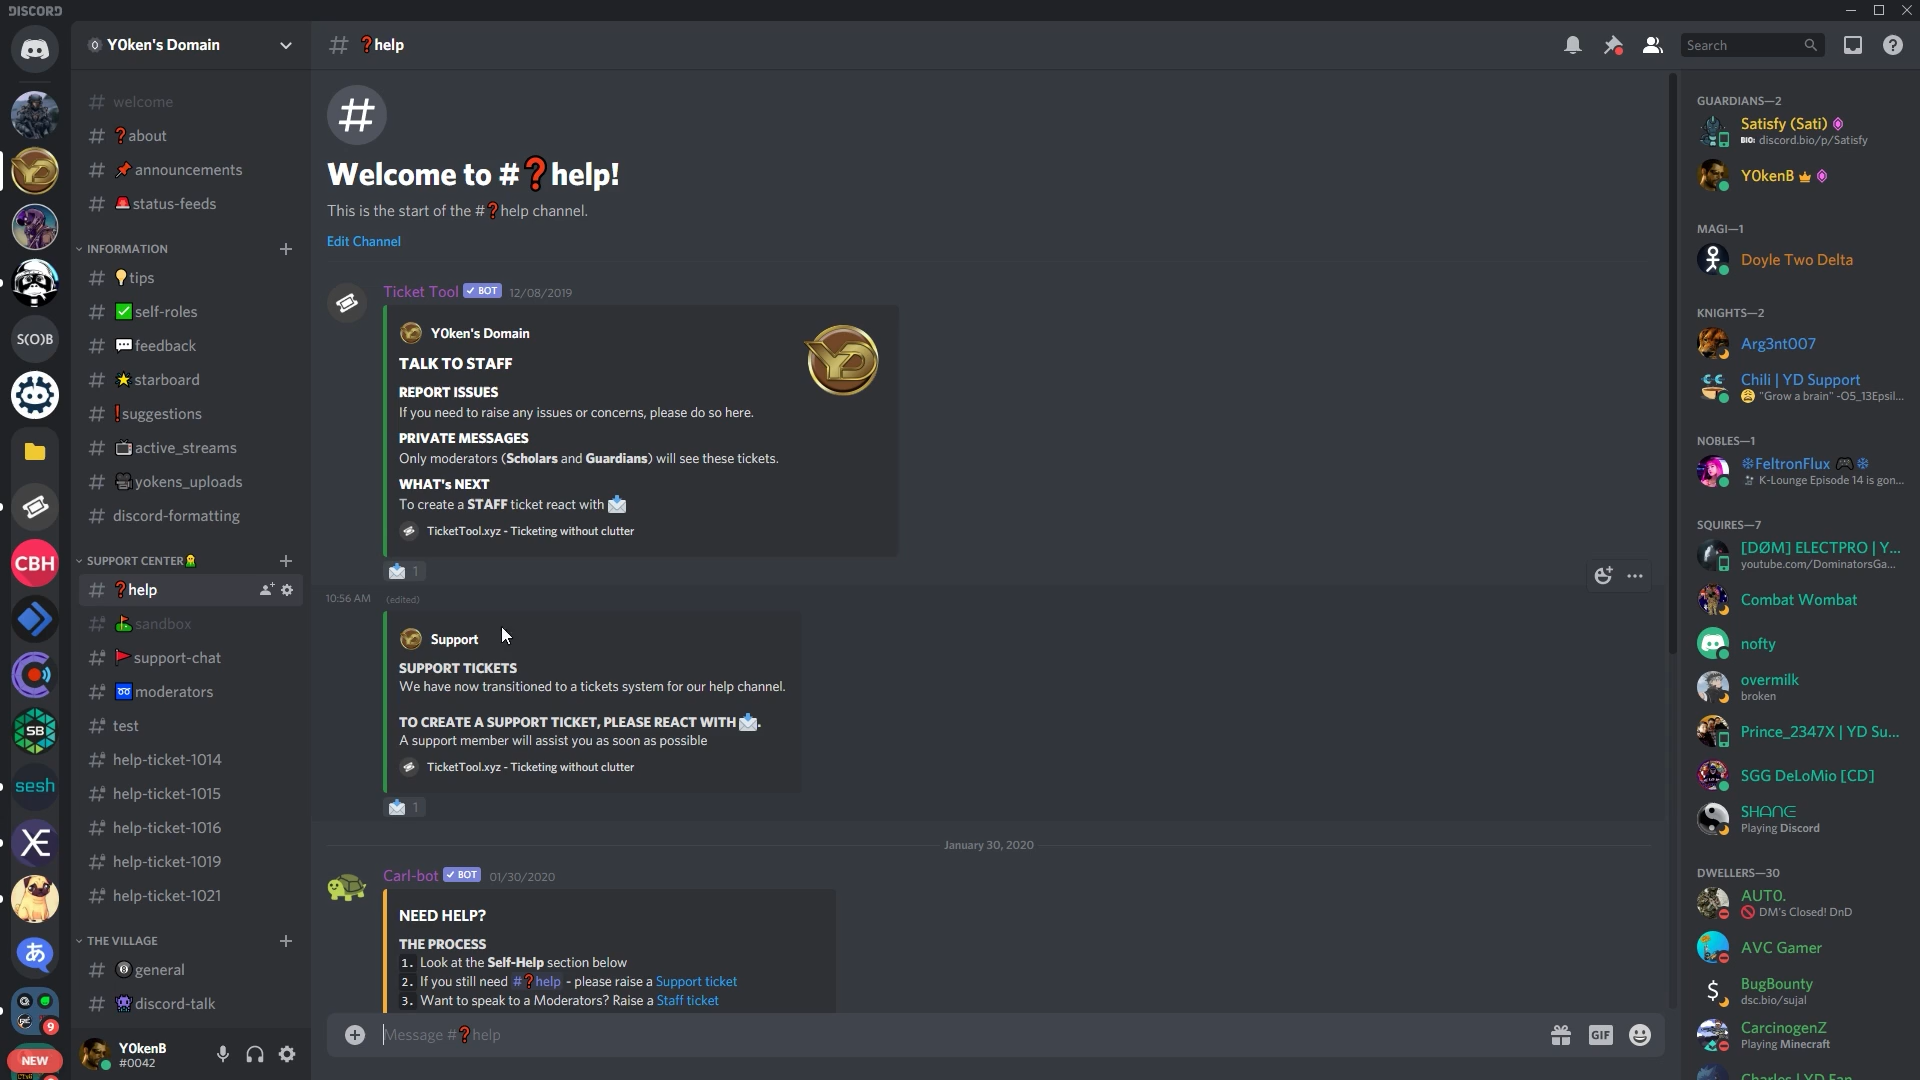 DISCORD
Y0ken's Domain
# ❓help
Search
welcome
❓about
📌announcements
🚨status-feeds
INFORMATION
💡tips
✅self-roles
💬feedback
🌟starboard
❗suggestions
📺active_streams
🎥yokens_uploads
discord-formatting
SUPPORT CENTER
❓help
⛳sandbox
🚩support-chat
➿moderators
test
help-ticket-1014
help-ticket-1015
help-ticket-1016
help-ticket-1019
help-ticket-1021
THE VILLAGE
general
👾discord-talk
Y0kenB
#0042
S(O)B
CBH
SB
sesh
あ
9
NEW
Welcome to #❓help!
This is the start of the #❓help channel.
Edit Channel
Ticket Tool ✓ BOT 12/08/2019
Y0ken's Domain
YD
TALK TO STAFF
REPORT ISSUES
If you need to raise any issues or concerns, please do so here.
PRIVATE MESSAGES
Only moderators (Scholars and Guardians) will see these tickets.
WHAT's NEXT
To create a STAFF ticket react with 📩
TicketTool.xyz - Ticketing without clutter
📩 1
10:56 AM (edited)
Support
SUPPORT TICKETS
We have now transitioned to a tickets system for our help channel.
TO CREATE A SUPPORT TICKET, PLEASE REACT WITH 📩.
A support member will assist you as soon as possible
TicketTool.xyz - Ticketing without clutter
📩 1
January 30, 2020
Carl-bot ✓ BOT 01/30/2020
NEED HELP?
THE PROCESS
1. Look at the Self-Help section below
2. If you still need #❓help - please raise a Support ticket
3. Want to speak to a Moderators? Raise a Staff ticket
Message #❓help
GIF
GUARDIANS—2
Satisfy (Sati)
BIO: discord.bio/p/Satisfy
Y0kenB
MAGI—1
Doyle Two Delta
KNIGHTS—2
Arg3nt007
Chili | YD Support
😩 "Grow a brain" -O5_13Epsil...
NOBLES—1
❄FeltronFlux 🎮❄
K-Lounge Episode 14 is gon...
SQUIRES—7
[DØM] ELECTPRO | Y...
youtube.com/DominatorsGa...
Combat Wombat
nofty
overmilk
broken
Prince_2347X | YD Su...
SGG DeLoMio [CD]
SHΛПΣ
Playing Discord
DWELLERS—30
AUTO.
🚫 DM's Closed! DnD
AVC Gamer
BugBounty
dsc.bio/sujal
CarcinogenZ
Playing Minecraft
Charles | YD Fan